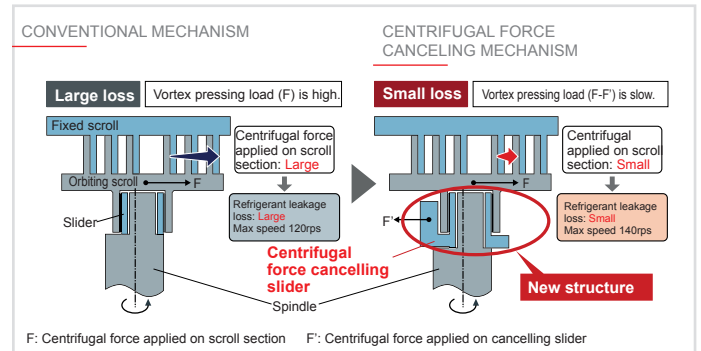 CONVENTIONAL MECHANISM
CENTRIFUGAL FORCE
CANCELING MECHANISM
Large loss
Vortex pressing load (F) is high.
Fixed scroll
Centrifugal force
applied on scroll
section: Large
Orbiting scroll
F
Slider
Refrigerant leakage
loss: Large
Max speed 120rps
Small loss
Vortex pressing load (F-F') is slow.
Centrifugal
applied on scroll
section: Small
F
F'
Refrigerant leakage
loss: Small
Max speed 140rps
Centrifugal
force cancelling
slider
New structure
Spindle
F: Centrifugal force applied on scroll section
F': Centrifugal force applied on cancelling slider